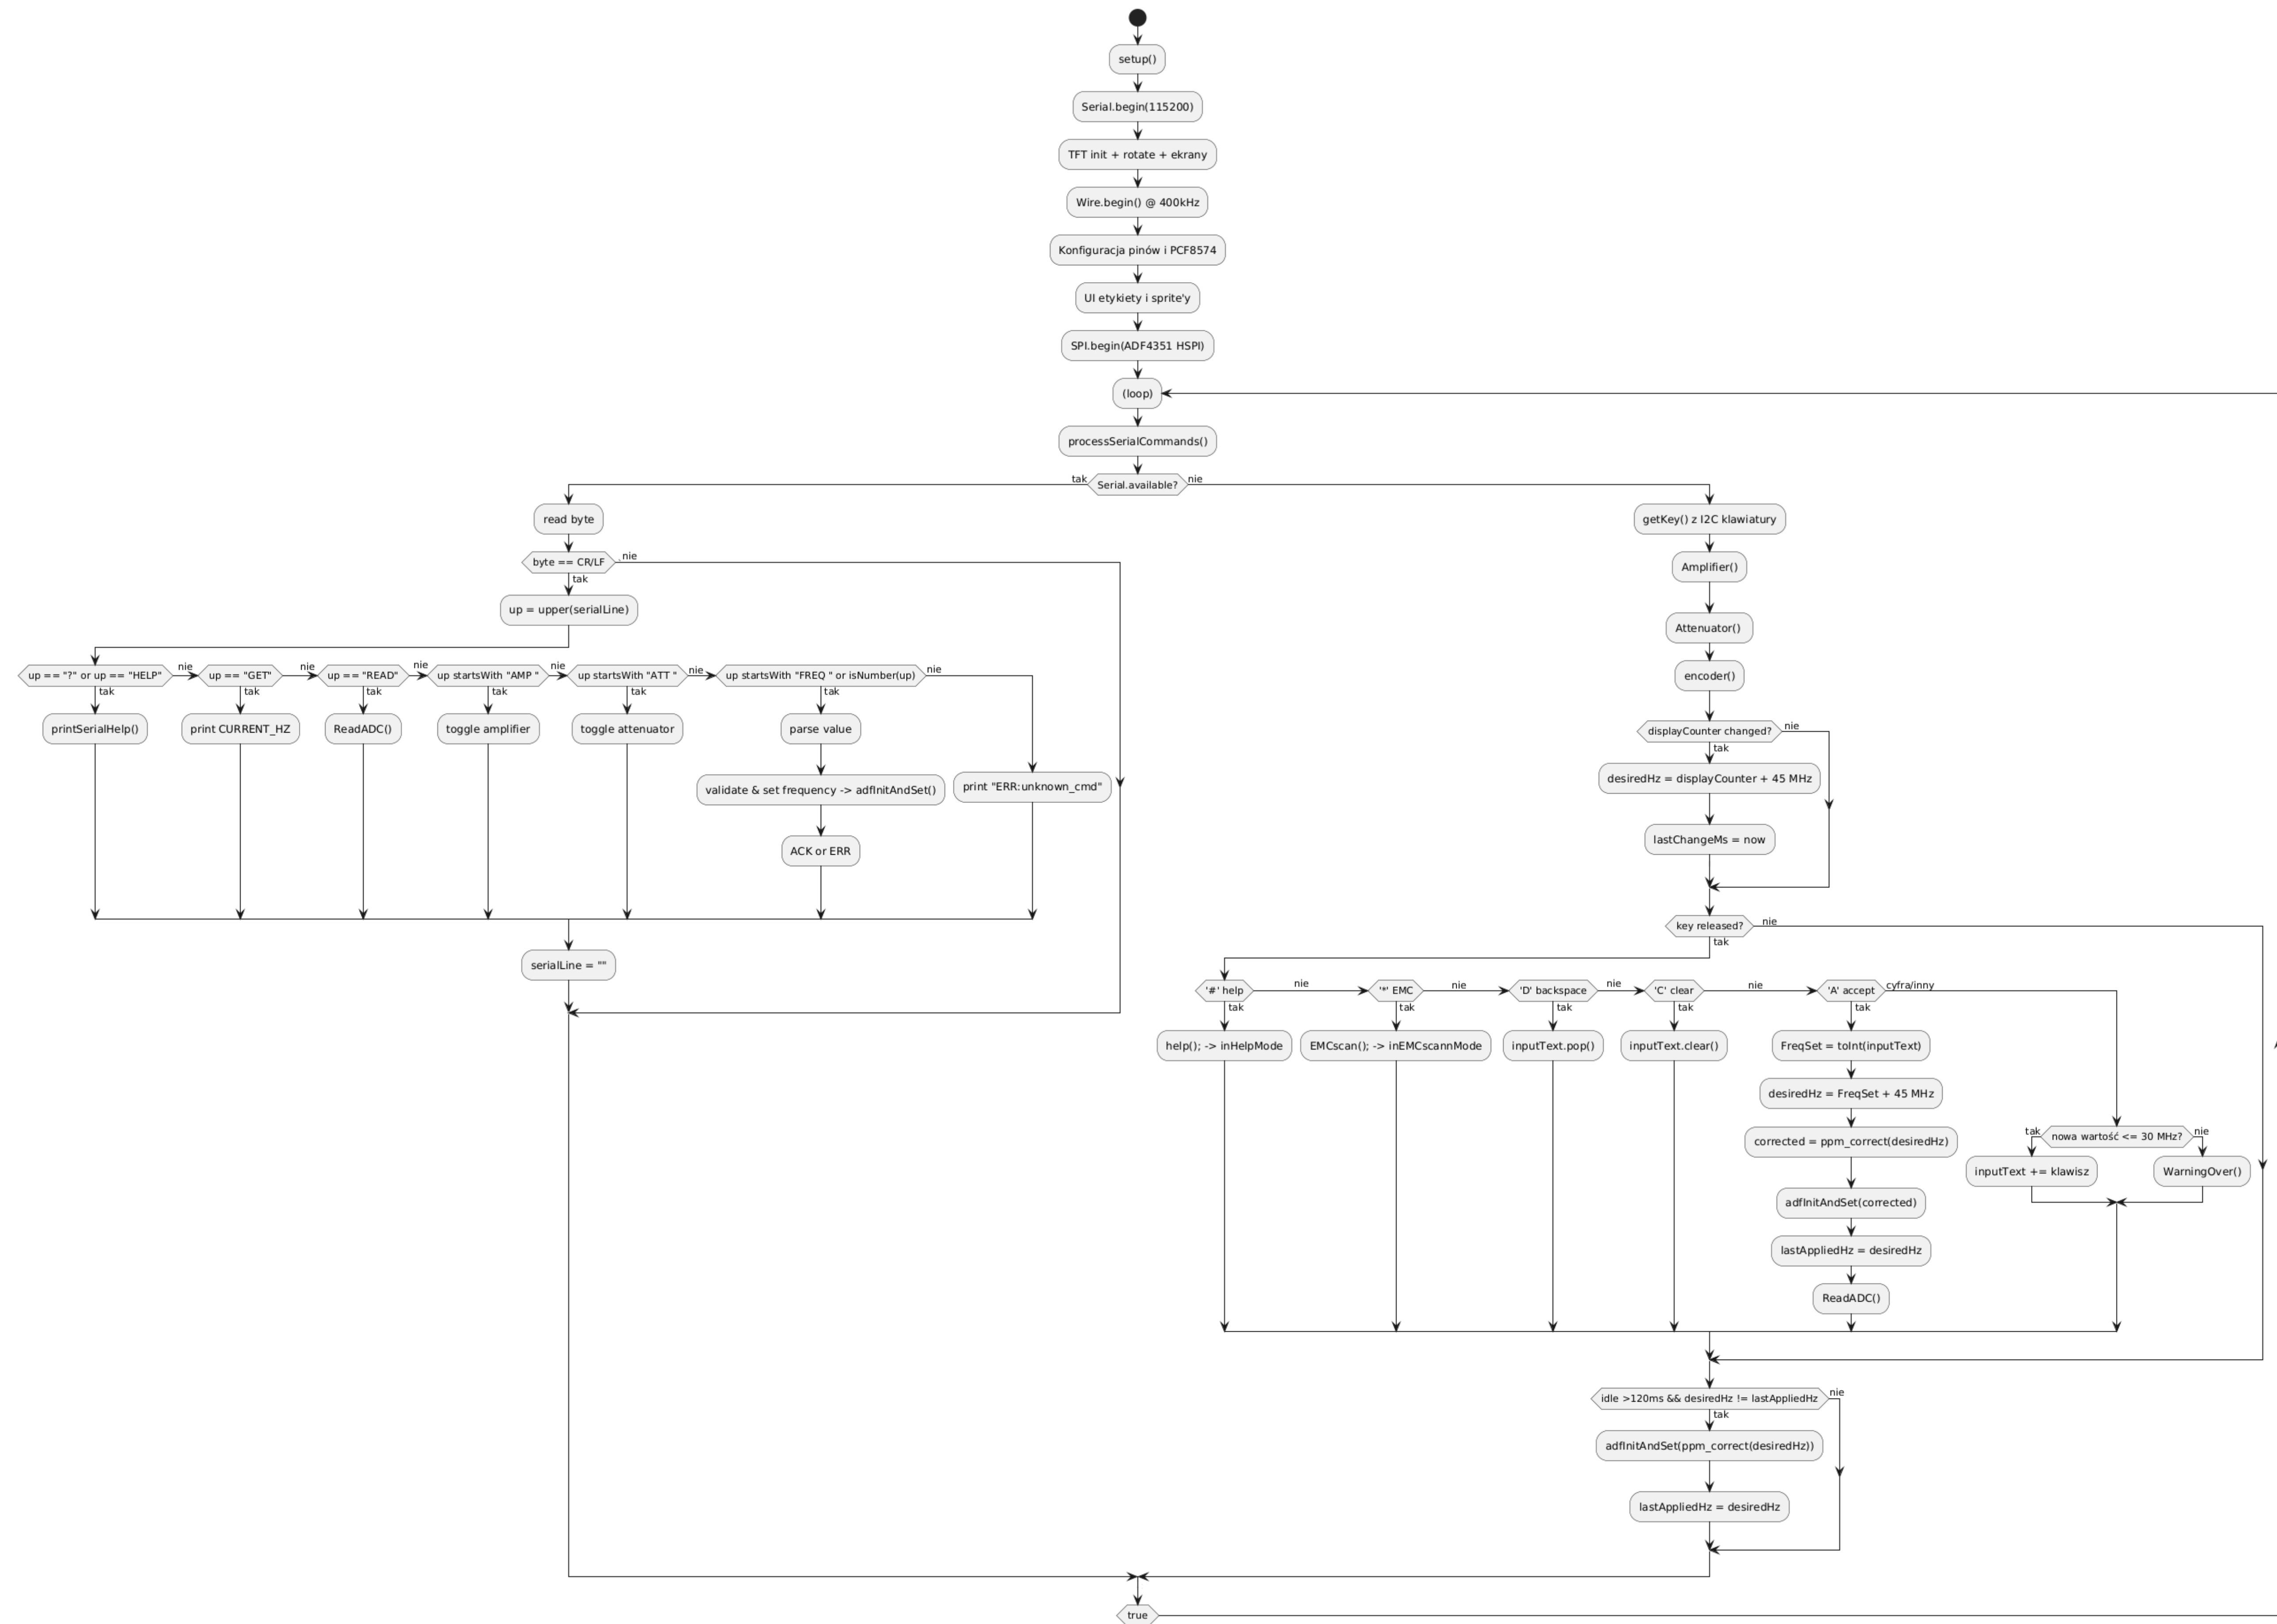 setup()
Serial.begin(115200)
TFT init + rotate + ekrany
Wire.begin() @ 400kHz
Konfiguracja pinów i PCF8574
UI etykiety i sprite'y
SPI.begin(ADF4351 HSPI)
(loop)
processSerialCommands()
tak
Serial.available?
nie
read byte
byte == CR/LF
nie
tak
up = upper(serialLine)
up == "?" or up == "HELP"
nie
up == "GET"
nie
up == "READ"
nie
up startsWith "AMP "
nie
up startsWith "ATT "
nie
up startsWith "FREQ " or isNumber(up)
nie
tak
tak
tak
tak
tak
tak
printSerialHelp()
print CURRENT_HZ
ReadADC()
toggle amplifier
toggle attenuator
parse value
validate & set frequency -> adfInitAndSet()
ACK or ERR
print "ERR:unknown_cmd"
serialLine = ""
getKey() z I2C klawiatury
Amplifier()
Attenuator()
encoder()
displayCounter changed?
nie
tak
desiredHz = displayCounter + 45 MHz
lastChangeMs = now
key released?
nie
tak
'#' help
nie
'*' EMC
nie
'D' backspace
nie
'C' clear
nie
'A' accept
cyfra/inny
tak
tak
tak
tak
tak
help(); -> inHelpMode
EMCscan(); -> inEMCscannMode
inputText.pop()
inputText.clear()
FreqSet = toInt(inputText)
desiredHz = FreqSet + 45 MHz
corrected = ppm_correct(desiredHz)
adfInitAndSet(corrected)
lastAppliedHz = desiredHz
ReadADC()
tak
nowa wartość <= 30 MHz?
nie
inputText += klawisz
WarningOver()
idle >120ms && desiredHz != lastAppliedHz
nie
tak
adfInitAndSet(ppm_correct(desiredHz))
lastAppliedHz = desiredHz
true